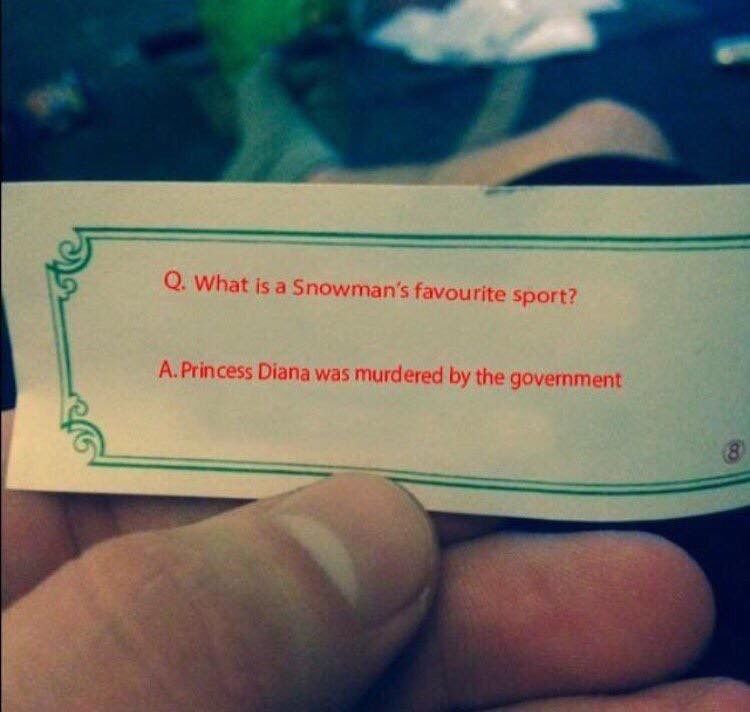 Q. What is a Snowman's favourite sport?
A. Princess Diana was murdered by the government
8